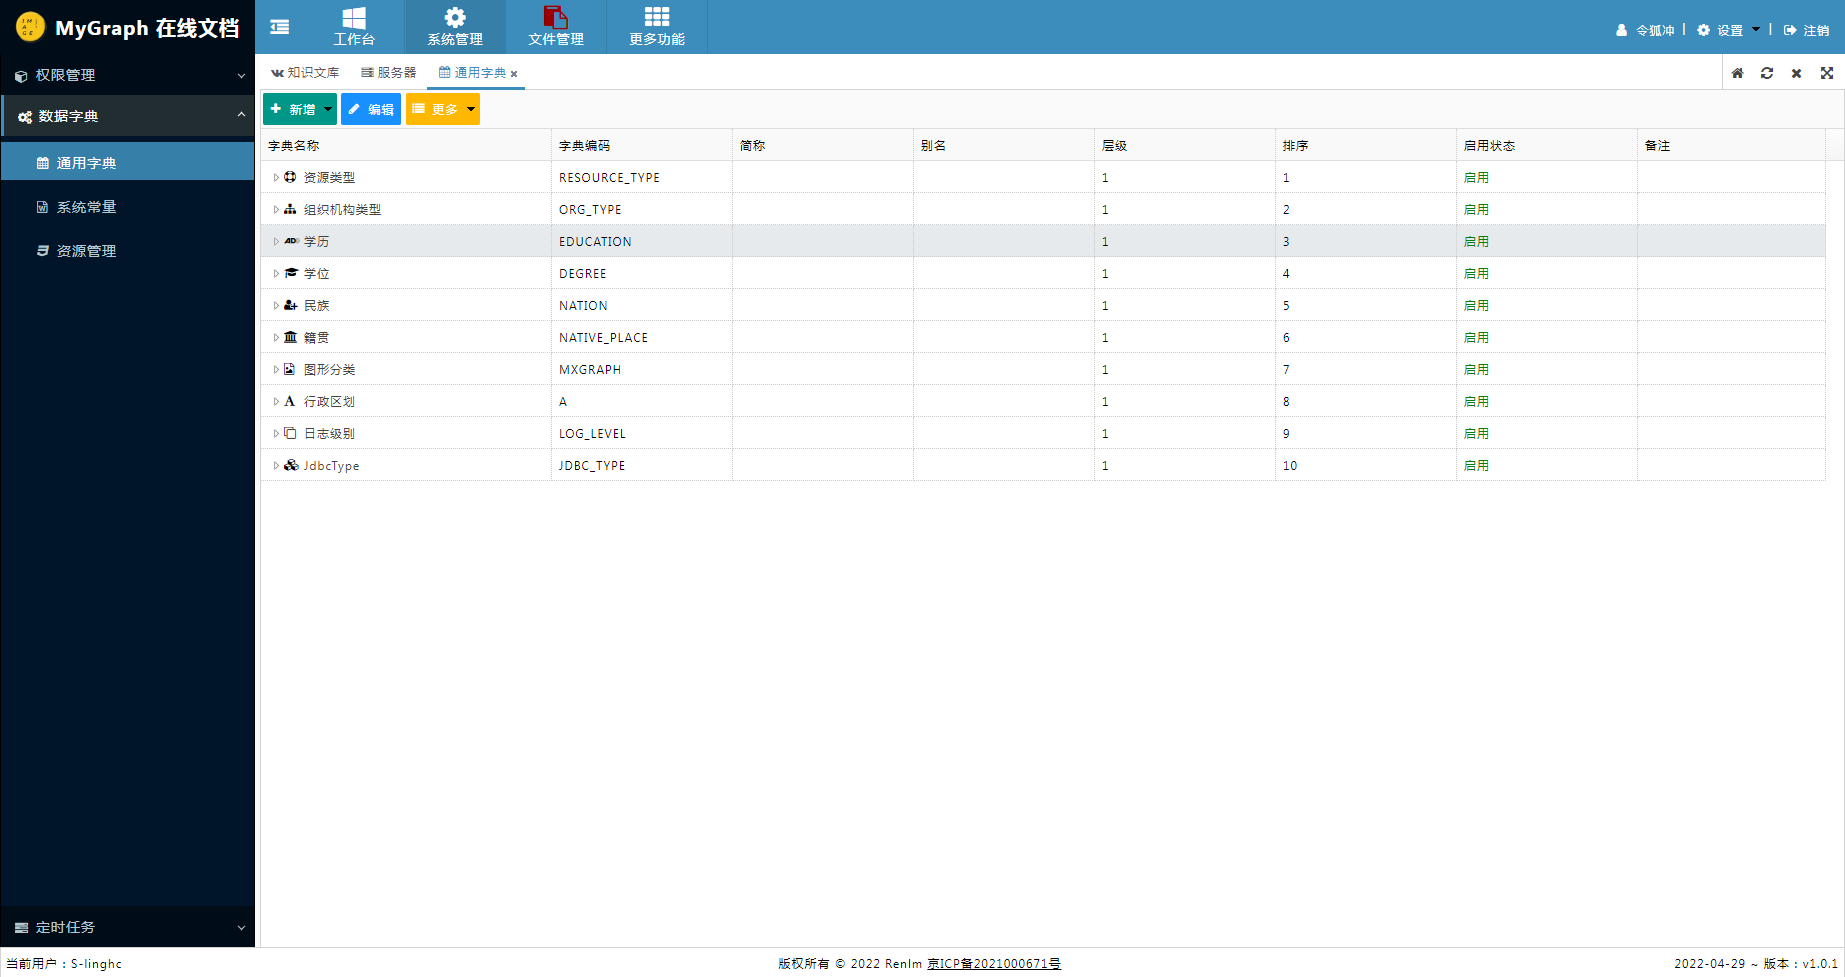 MyGraph 在线文档
工作台
系统管理
文件管理
更多功能
令狐冲
设置
注销
权限管理
数据字典
通用字典
系统常量
资源管理
定时任务
知识文库
服务器
通用字典
新增
编辑
更多
字典名称 字典编码 简称 别名 层级 排序 启用状态 备注
资源类型 RESOURCE_TYPE 1 1 启用
组织机构类型 ORG_TYPE 1 2 启用
学历 EDUCATION 1 3 启用
学位 DEGREE 1 4 启用
民族 NATION 1 5 启用
籍贯 NATIVE_PLACE 1 6 启用
图形分类 MXGRAPH 1 7 启用
行政区划 A 1 8 启用
日志级别 LOG_LEVEL 1 9 启用
JdbcType JDBC_TYPE 1 10 启用
当前用户：S-linghc
版权所有 © 2022 Renlm 京ICP备2021000671号
2022-04-29 ~ 版本：v1.0.1